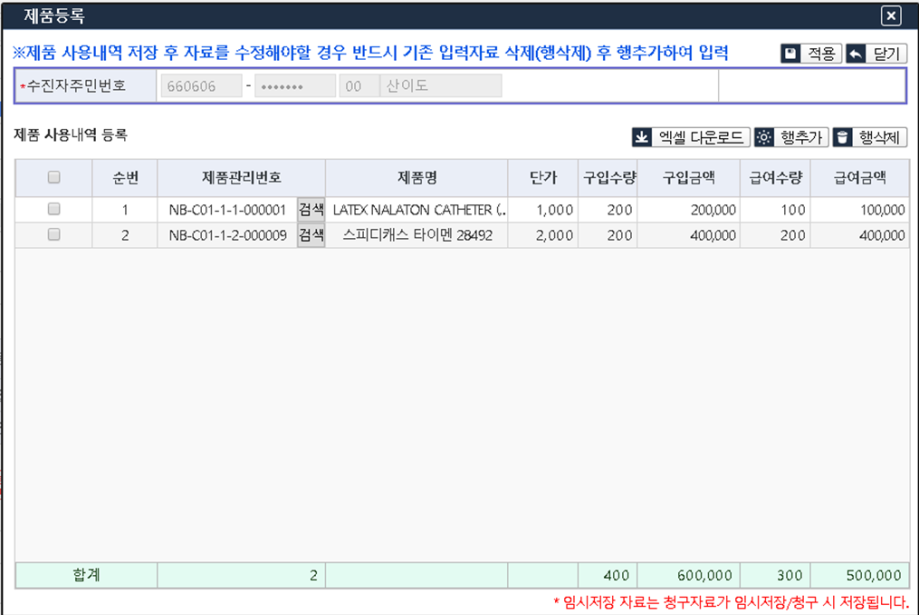 제품등록
※제품 사용내역 저장 후 자료를 수정해야할 경우 반드시 기존 입력자료 삭제(행삭제) 후 행추가하여 입력 적용 닫기
*수진자주민번호 660606 - ••••••• 00 산이도
제품 사용내역 등록 엑셀 다운로드 행추가 행삭제
순번 제품관리번호 제품명 단가 구입수량 구입금액 급여수량 급여금액
1 NB-C01-1-1-000001 검색 LATEX NALATON CATHETER (.. 1,000 200 200,000 100 100,000
2 NB-C01-1-2-000009 검색 스피디캐스 타이멘 28492 2,000 200 400,000 200 400,000
합계 2 400 600,000 300 500,000
* 임시저장 자료는 청구자료가 임시저장/청구 시 저장됩니다.